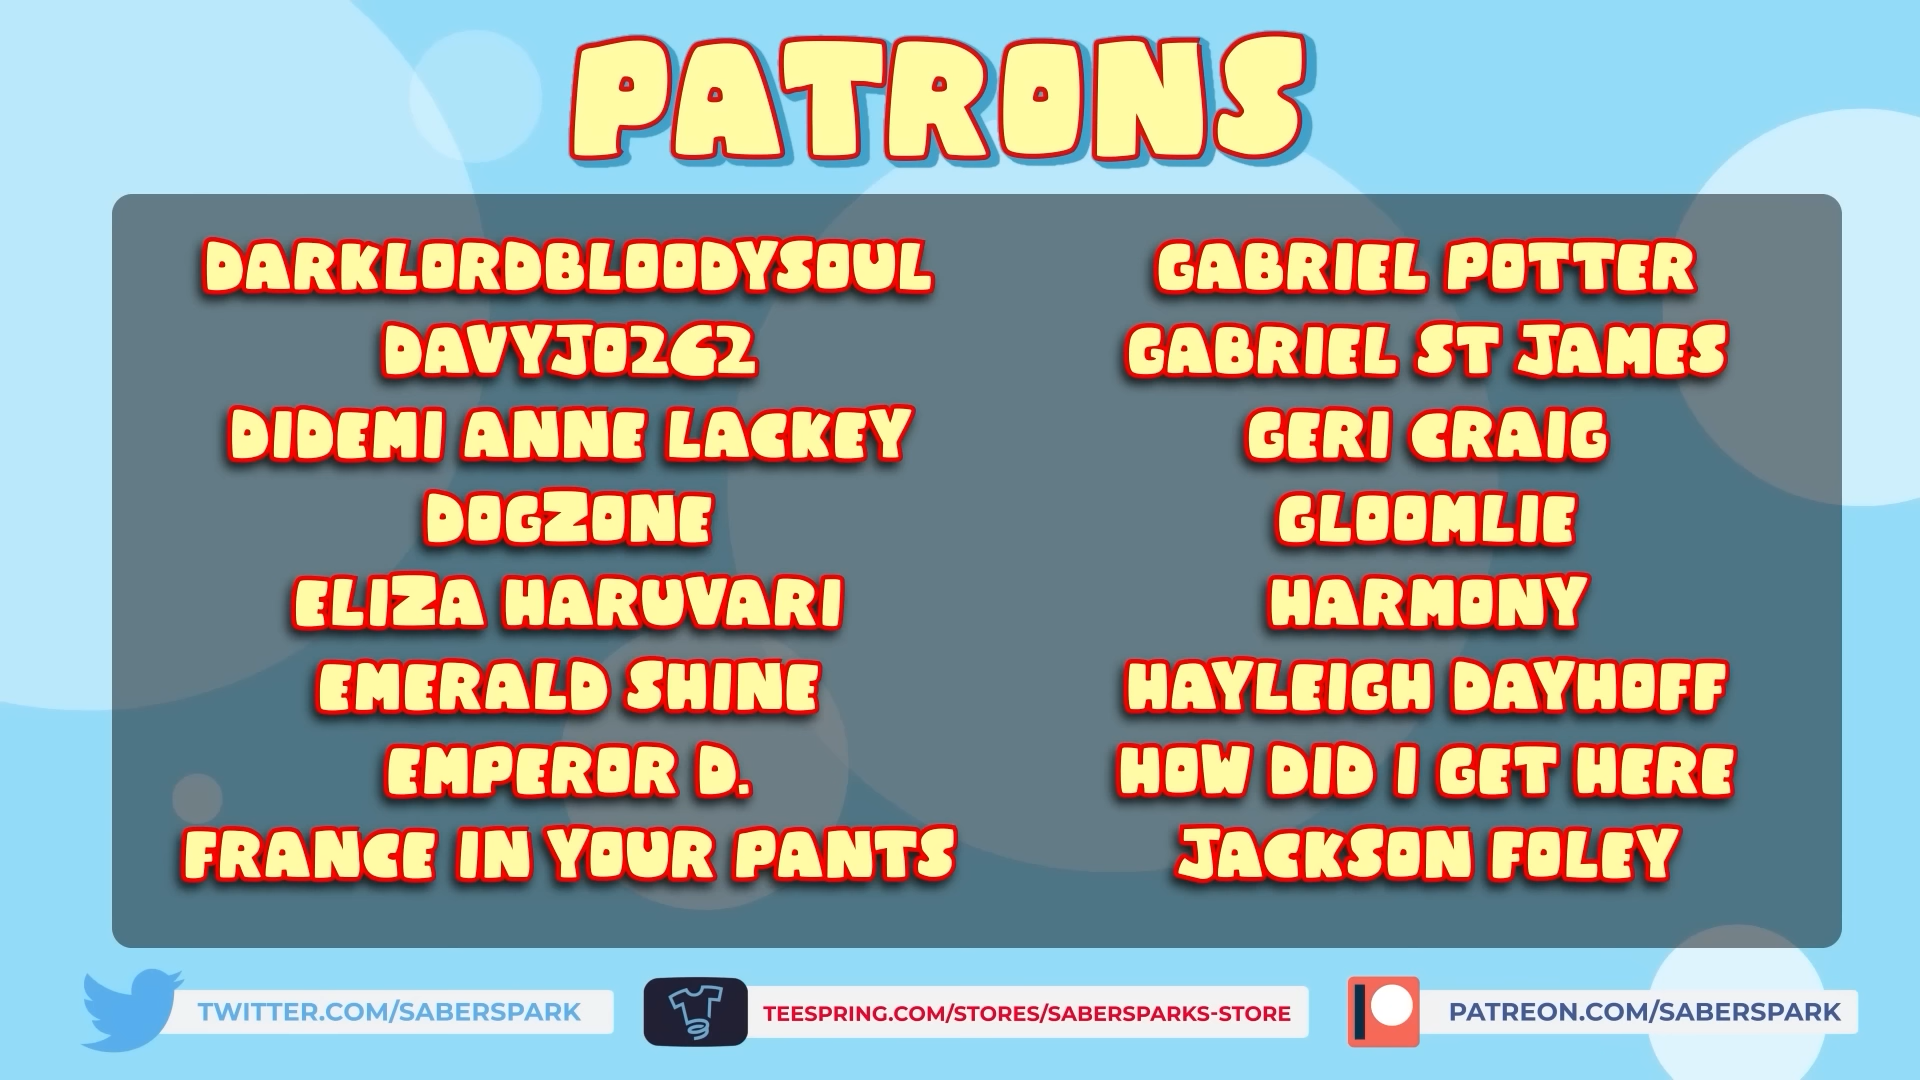 PATRONS
DARKLORDBLOODYSOUL
DAVYJO262
DIDEMI ANNE LACKEY
DOGZONE
ELIZA HARUVARI
EMERALD SHINE
EMPEROR D.
FRANCE IN YOUR PANTS
GABRIEL POTTER
GABRIEL ST JAMES
GERI CRAIG
GLOOMLIE
HARMONY
HAYLEIGH DAYHOFF
HOW DID I GET HERE
JACKSON FOLEY
TWITTER.COM/SABERSPARK
TEESPRING.COM/STORES/SABERSPARKS-STORE
PATREON.COM/SABERSPARK